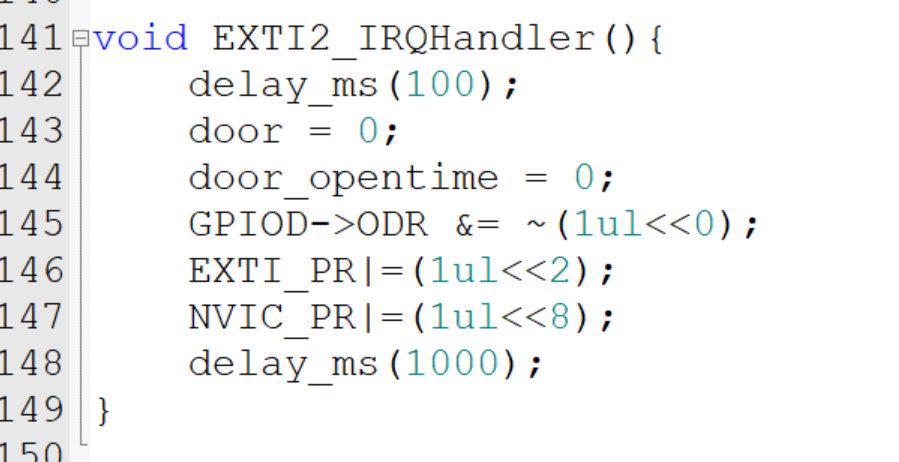 141 void EXTI2_IRQHandler(){
142 delay_ms(100);
143 door = 0;
144 door_opentime = 0;
145 GPIOD->ODR &= ~(1ul<<0);
146 EXTI_PR|=(1ul<<2);
147 NVIC_PR|=(1ul<<8);
148 delay_ms(1000);
149 }
150